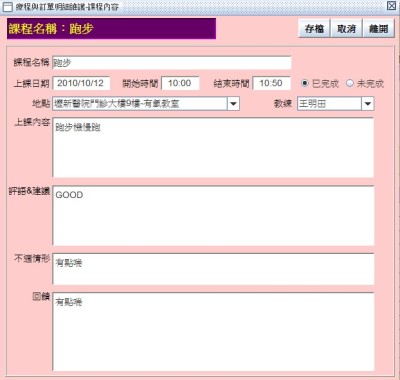 療程與訂單明細維護-課程內容
課程名稱：跑步
存檔 取消 離開
課程名稱 跑步
上課日期 2010/10/12 開始時間 10:00 結束時間 10:50 已完成 未完成
地點 壢新醫院門診大樓9樓-有氧教室 教練 王明田
上課內容 跑步機慢跑
評語&建議 GOOD
不適情形 有點喘
回饋 有點喘